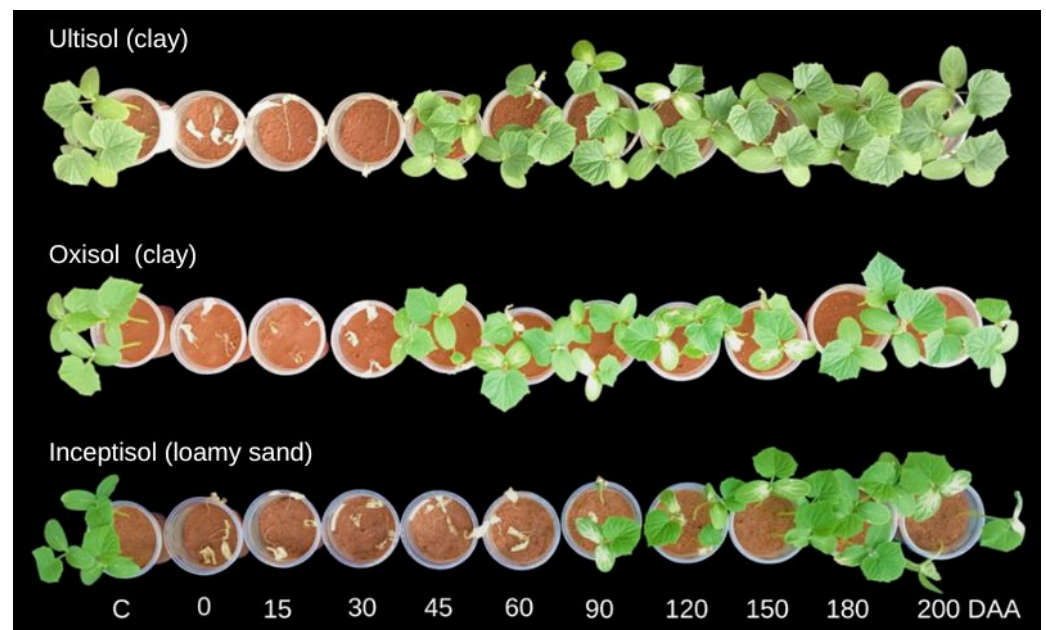 Ultisol (clay)
Oxisol (clay)
Inceptisol (loamy sand)
C 0 15 30 45 60 90 120 150 180 200 DAA